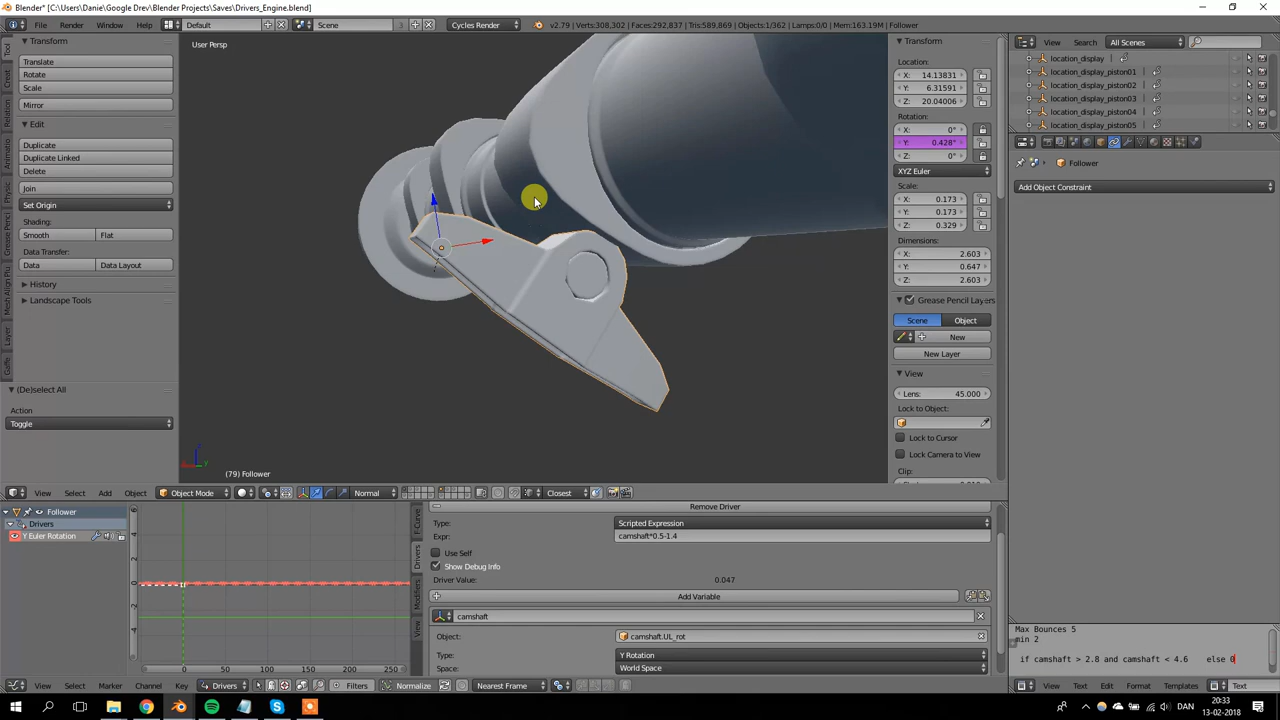 Blender* [C:\Users\Danie\Google Drev\Blender Projects\Saves\Drivers_Engine.blend]
File Render Window Help Default Scene 3 Cycles Render v2.79 | Verts:308,302 | Faces:292,837 | Tris:589,869 | Objects:1/362 | Lamps:0/0 | Mem:163.19M | Follower
Transform
Translate
Rotate
Scale
Mirror
Edit
Duplicate
Duplicate Linked
Delete
Join
Set Origin
Shading:
Smooth Flat
Data Transfer:
Data Data Layout
History
Landscape Tools
(De)select All
Action
Toggle
User Persp
(79) Follower
View Select Add Object Object Mode Normal Closest
Transform
Location:
X: 14.13831
Y: 6.31591
Z: 20.04006
Rotation:
X: 0°
Y: 0.428°
Z: 0°
XYZ Euler
Scale:
X: 0.173
Y: 0.173
Z: 0.329
Dimensions:
X: 2.603
Y: 0.647
Z: 2.603
Grease Pencil Layers
Scene Object
New
New Layer
View
Lens: 45.000
Lock to Object:
Lock to Cursor
Lock Camera to View
Clip:
View Search All Scenes
location_display
location_display_piston01
location_display_piston02
location_display_piston03
location_display_piston04
location_display_piston05
Follower
Add Object Constraint
Follower
Drivers
Y Euler Rotation
0 50 100 150 200 250
F-Curve
Drivers
Modifiers
View
Remove Driver
Type: Scripted Expression
Expr: camshaft*0.5-1.4
Use Self
Show Debug Info
Driver Value: 0.047
Add Variable
camshaft
Object: camshaft.UL_rot
Type: Y Rotation
Space: World Space
View Select Marker Channel Key Drivers Filters Normalize Nearest Frame
Max Bounces 5
min 2
if camshaft > 2.8 and camshaft < 4.6 else 0
View Text Edit Format Templates Text
20:33
DAN
13-02-2018